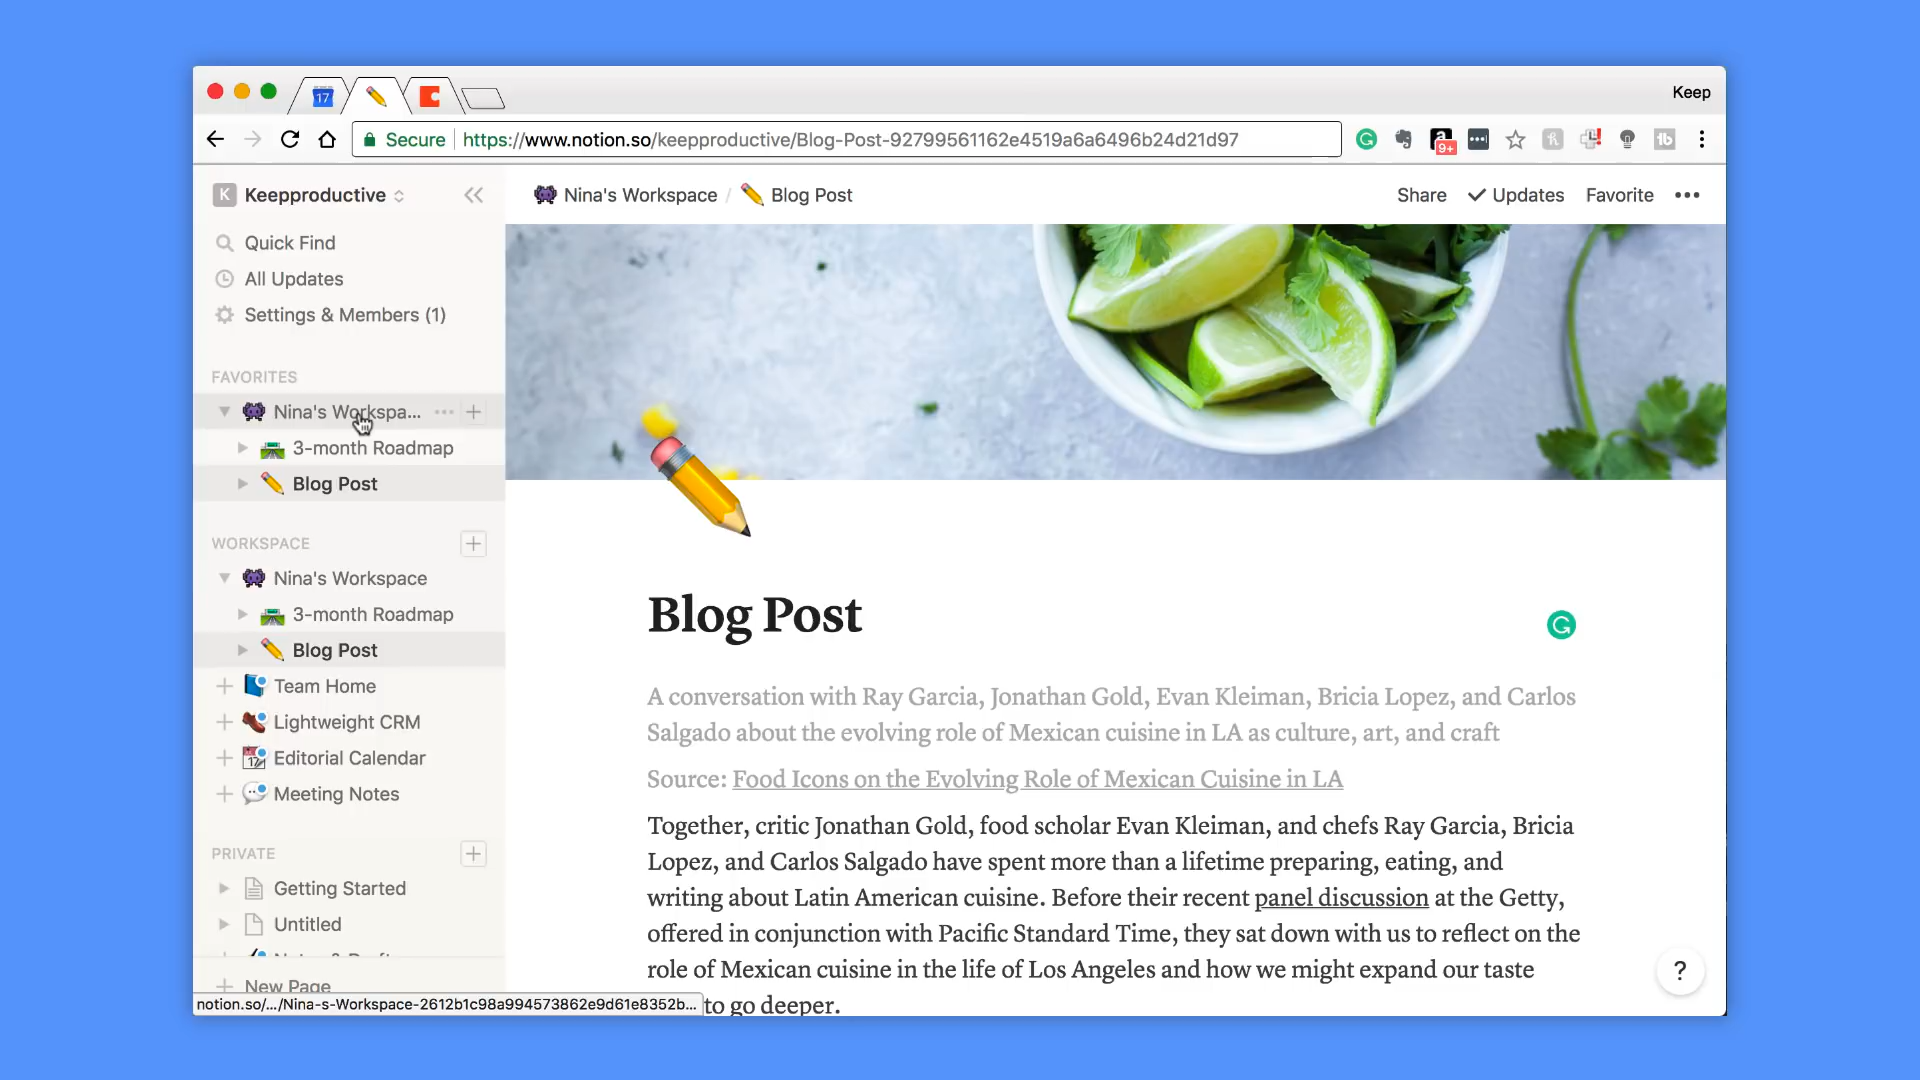 17
Keep
Secure https://www.notion.so/keepproductive/Blog-Post-92799561162e4519a6a6496b24d21d97
a 9+
K Keepproductive
Nina's Workspace / Blog Post
Share Updates Favorite
Quick Find
All Updates
Settings & Members (1)
FAVORITES
Nina's Workspa...
3-month Roadmap
Blog Post
WORKSPACE
Nina's Workspace
3-month Roadmap
Blog Post
Team Home
Lightweight CRM
17 Editorial Calendar
Meeting Notes
PRIVATE
Getting Started
Untitled
New Page
notion.so/.../Nina-s-Workspace-2612b1c98a994573862e9d61e8352b...
Blog Post
A conversation with Ray Garcia, Jonathan Gold, Evan Kleiman, Bricia Lopez, and Carlos
Salgado about the evolving role of Mexican cuisine in LA as culture, art, and craft
Source: Food Icons on the Evolving Role of Mexican Cuisine in LA
Together, critic Jonathan Gold, food scholar Evan Kleiman, and chefs Ray Garcia, Bricia
Lopez, and Carlos Salgado have spent more than a lifetime preparing, eating, and
writing about Latin American cuisine. Before their recent panel discussion at the Getty,
offered in conjunction with Pacific Standard Time, they sat down with us to reflect on the
role of Mexican cuisine in the life of Los Angeles and how we might expand our taste
to go deeper.
?